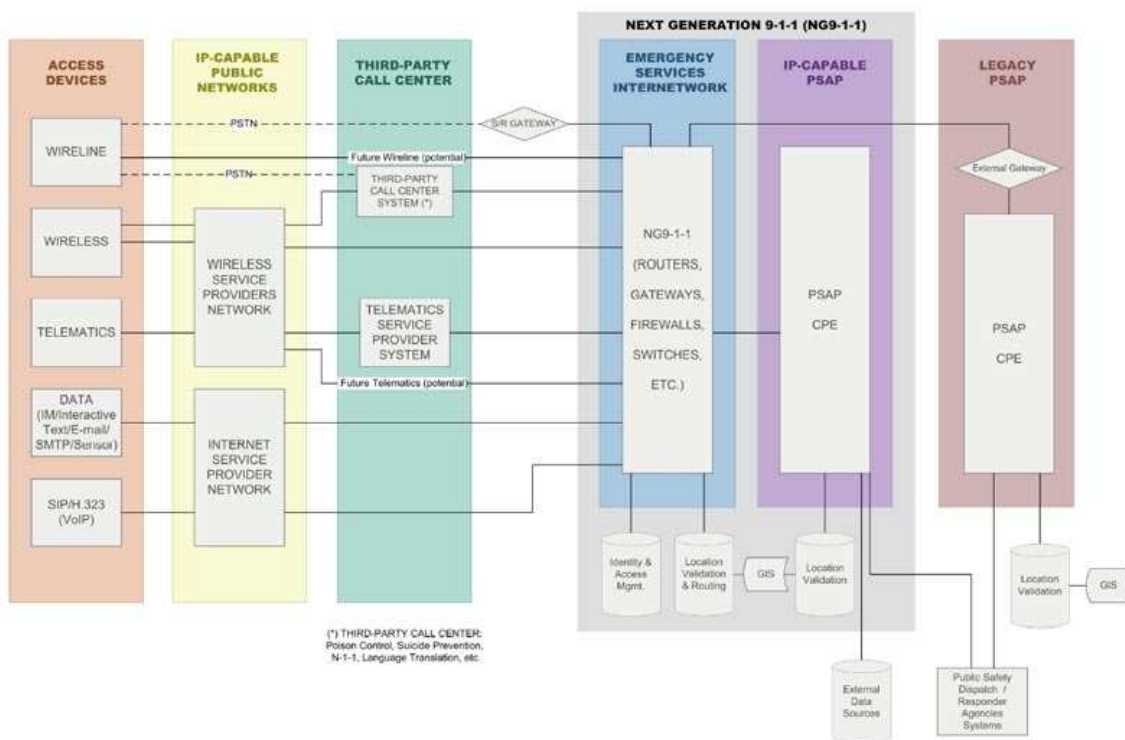 NEXT GENERATION 9-1-1 (NG9-1-1)
ACCESS
DEVICES
IP-CAPABLE
PUBLIC
NETWORKS
THIRD-PARTY
CALL CENTER
EMERGENCY
SERVICES
INTERNETWORK
IP-CAPABLE
PSAP
LEGACY
PSAP
PSTN
S/R GATEWAY
WIRELINE
Future Wireline (potential)
PSTN
THIRD-PARTY
CALL CENTER
SYSTEM (*)
External Gateway
WIRELESS
WIRELESS
SERVICE
PROVIDERS
NETWORK
NG9-1-1
(ROUTERS,
GATEWAYS,
FIREWALLS,
SWITCHES,
ETC.)
PSAP
CPE
PSAP
CPE
TELEMATICS
TELEMATICS
SERVICE
PROVIDER
SYSTEM
Future Telematics (potential)
DATA
(IM/Interactive
Text/E-mail/
SMTP/Sensor)
INTERNET
SERVICE
PROVIDER
NETWORK
SIP/H.323
(VoIP)
Identity &
Access
Mgmt.
Location
Validation
& Routing
GIS
Location
Validation
Location
Validation
GIS
(*) THIRD-PARTY CALL CENTER:
Poison Control, Suicide Prevention,
N-1-1, Language Translation, etc
External
Data
Sources
Public Safety
Dispatch /
Responder
Agencies
Systems